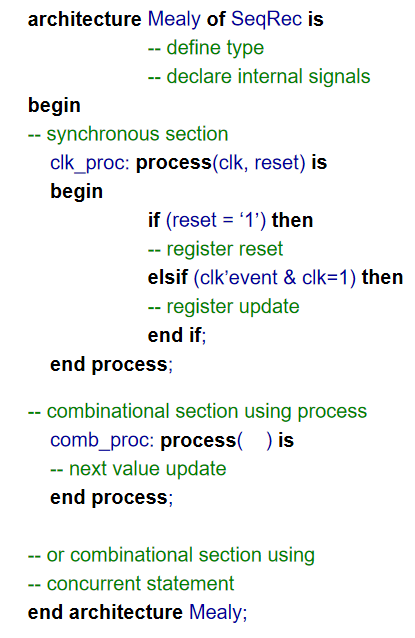 architecture Mealy of SeqRec is
-- define type
-- declare internal signals
begin
-- synchronous section
clk_proc: process(clk, reset) is
begin
if (reset = ‘1’) then
-- register reset
elsif (clk’event & clk=1) then
-- register update
end if;
end process;
-- combinational section using process
comb_proc: process( ) is
-- next value update
end process;
-- or combinational section using
-- concurrent statement
end architecture Mealy;